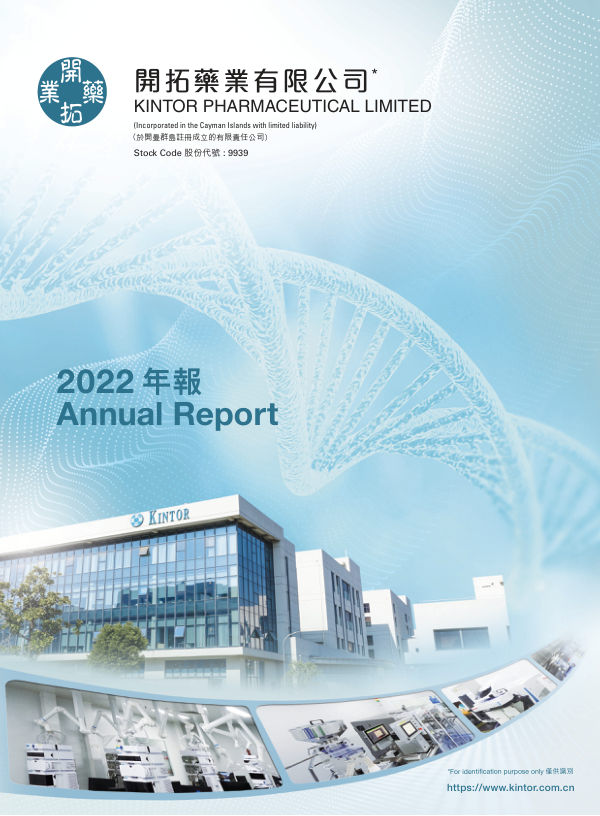 開拓藥業
開拓藥業有限公司*
KINTOR PHARMACEUTICAL LIMITED
(Incorporated in the Cayman Islands with limited liability)
(於開曼群島註冊成立的有限責任公司)
Stock Code 股份代號 : 9939
2022 年報
Annual Report
KINTOR
*For identification purpose only 僅供識別
https://www.kintor.com.cn